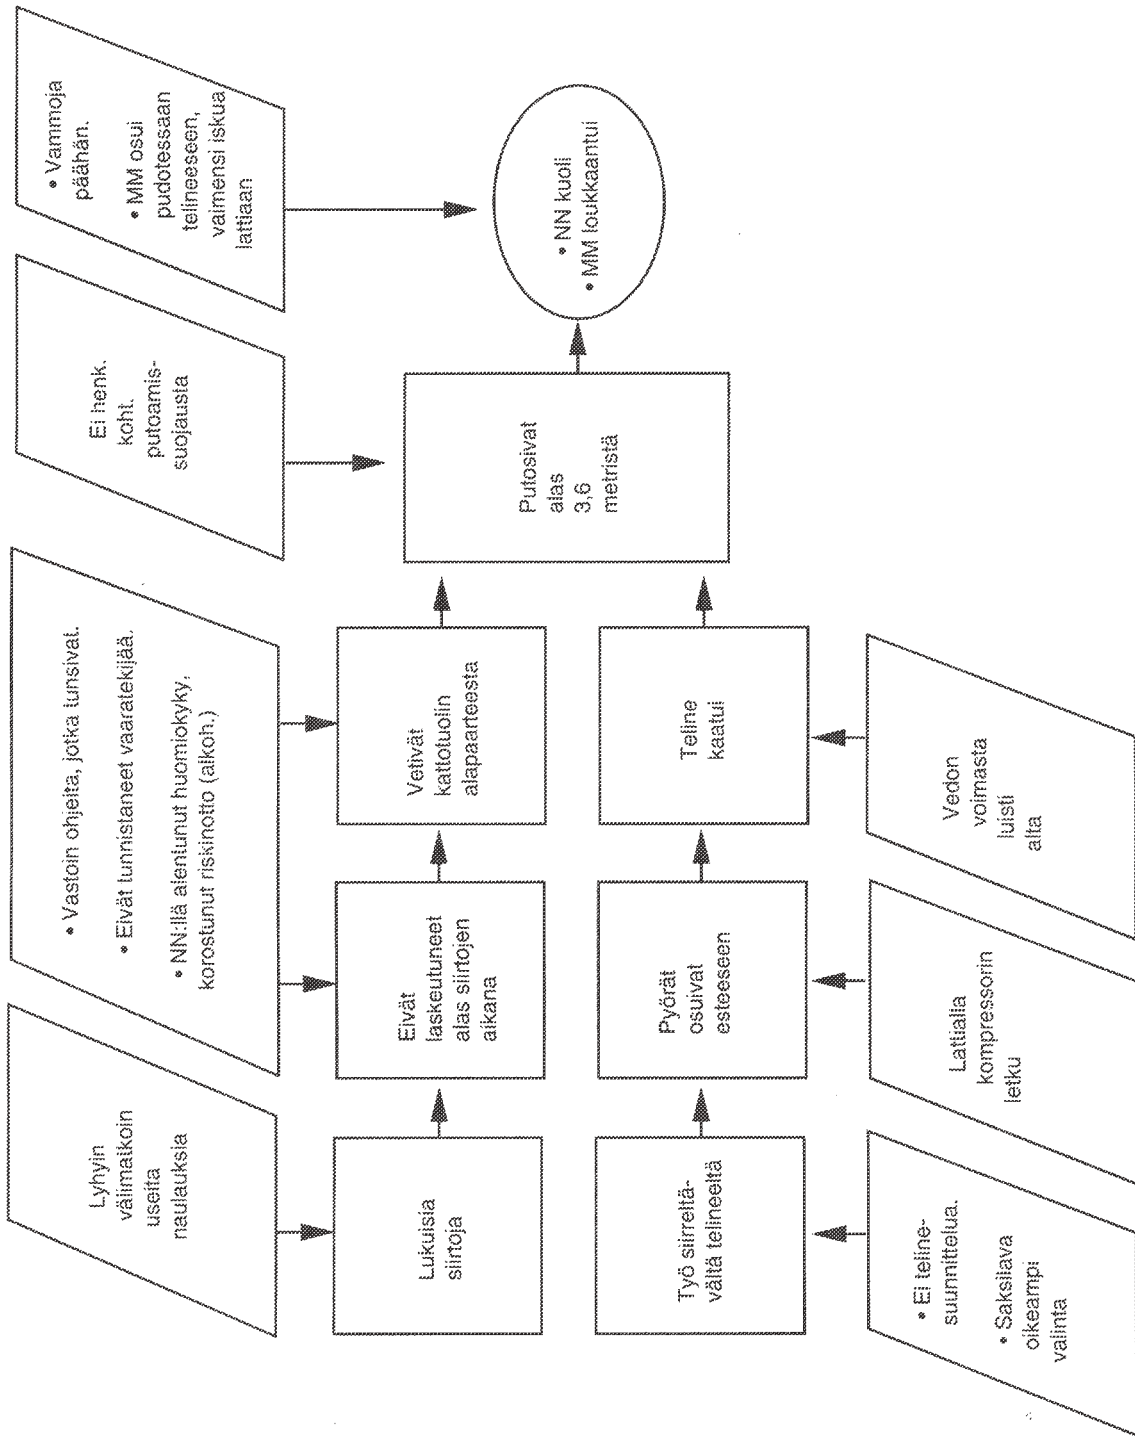 Lyhyin
välimatkoin
useita
naulauksia
• Vastoin ohjeita, jotka tunsivat.
• Eivät tunnistaneet vaaratekijää.
• NN:llä alentunut huomiokyky,
korostunut riskinotto (alkoh.)
Ei henk.
koht.
putoamis-
suojausta
• Vammoja
päähän.
• MM osui
pudotessaan
telineeseen,
vaimensi iskua
lattiaan
Lukuisia
siirtoja
Eivät
laskeutuneet
alas siirtojen
aikana
Vetivät
kattotuolin
alapaarteesta
Putosivat
alas
3,6
metristä
• NN kuoli
• MM loukkaantui
Työ siirreltä-
vältä telineeltä
Pyörät
osuivat
esteeseen
Teline
kaatui
• Ei teline-
suunnittelua.
• Saksilava
oikeampi
valinta
Lattialla
kompressorin
letku
Vedon
voimasta
luisti
alta